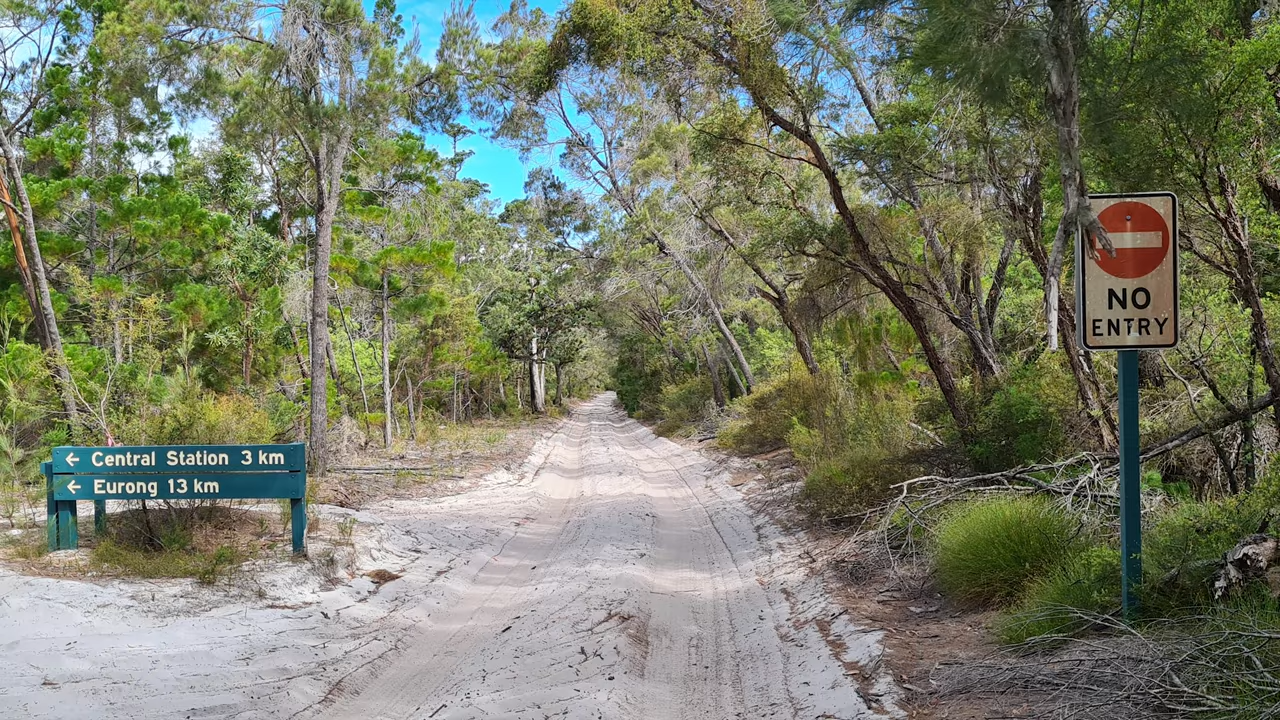 ← Central Station 3 km
← Eurong 13 km
NO
ENTRY